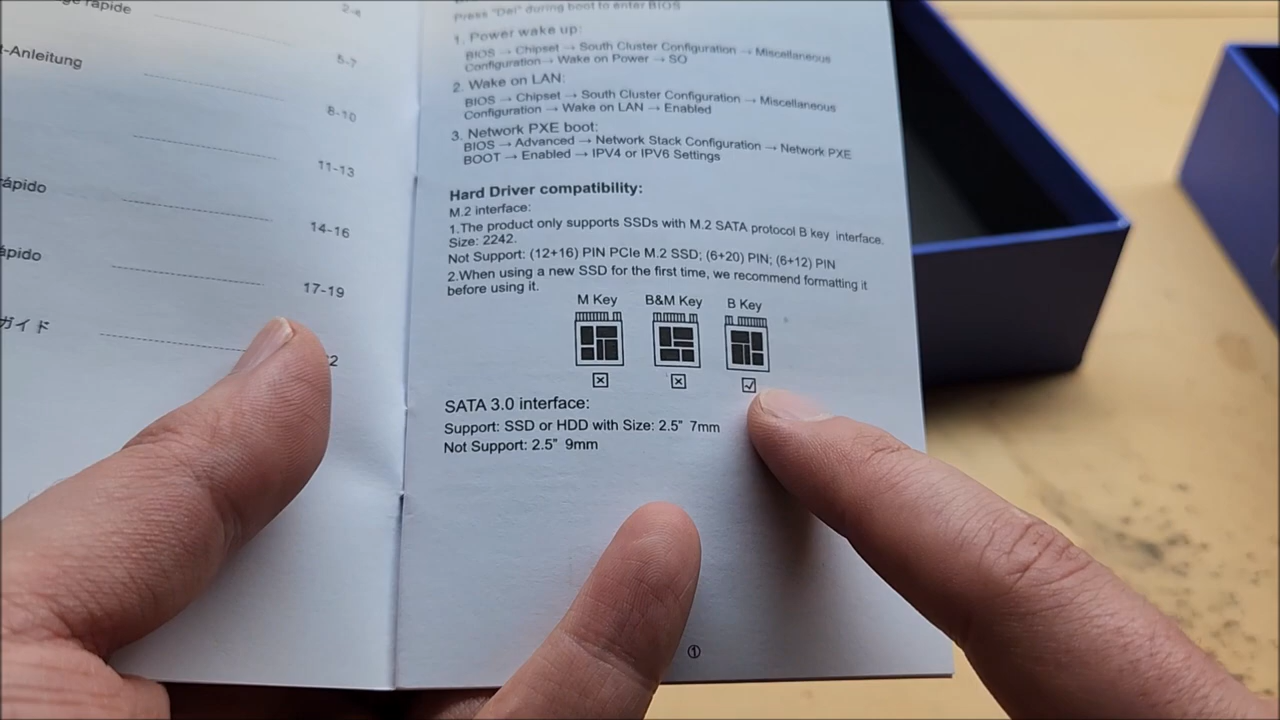 rapide
2-4
-Anleitung
5-7
8-10
11-13
rápido
14-16
ápido
17-19
ガイド
2
Press "Del" during boot to enter BIOS
1. Power wake up:
BIOS → Chipset → South Cluster Configuration → Miscellaneous
Configuration→ Wake on Power → SO
2. Wake on LAN:
BIOS → Chipset → South Cluster Configuration → Miscellaneous
Configuration → Wake on LAN → Enabled
3. Network PXE boot:
BIOS → Advanced → Network Stack Configuration → Network PXE
BOOT → Enabled → IPV4 or IPV6 Settings
Hard Driver compatibility:
M.2 interface:
1.The product only supports SSDs with M.2 SATA protocol B key interface.
Size: 2242.
Not Support: (12+16) PIN PCIe M.2 SSD; (6+20) PIN; (6+12) PIN
2.When using a new SSD for the first time, we recommend formatting it
before using it.
M Key B&M Key B Key
SATA 3.0 interface:
Support: SSD or HDD with Size: 2.5" 7mm
Not Support: 2.5" 9mm
①